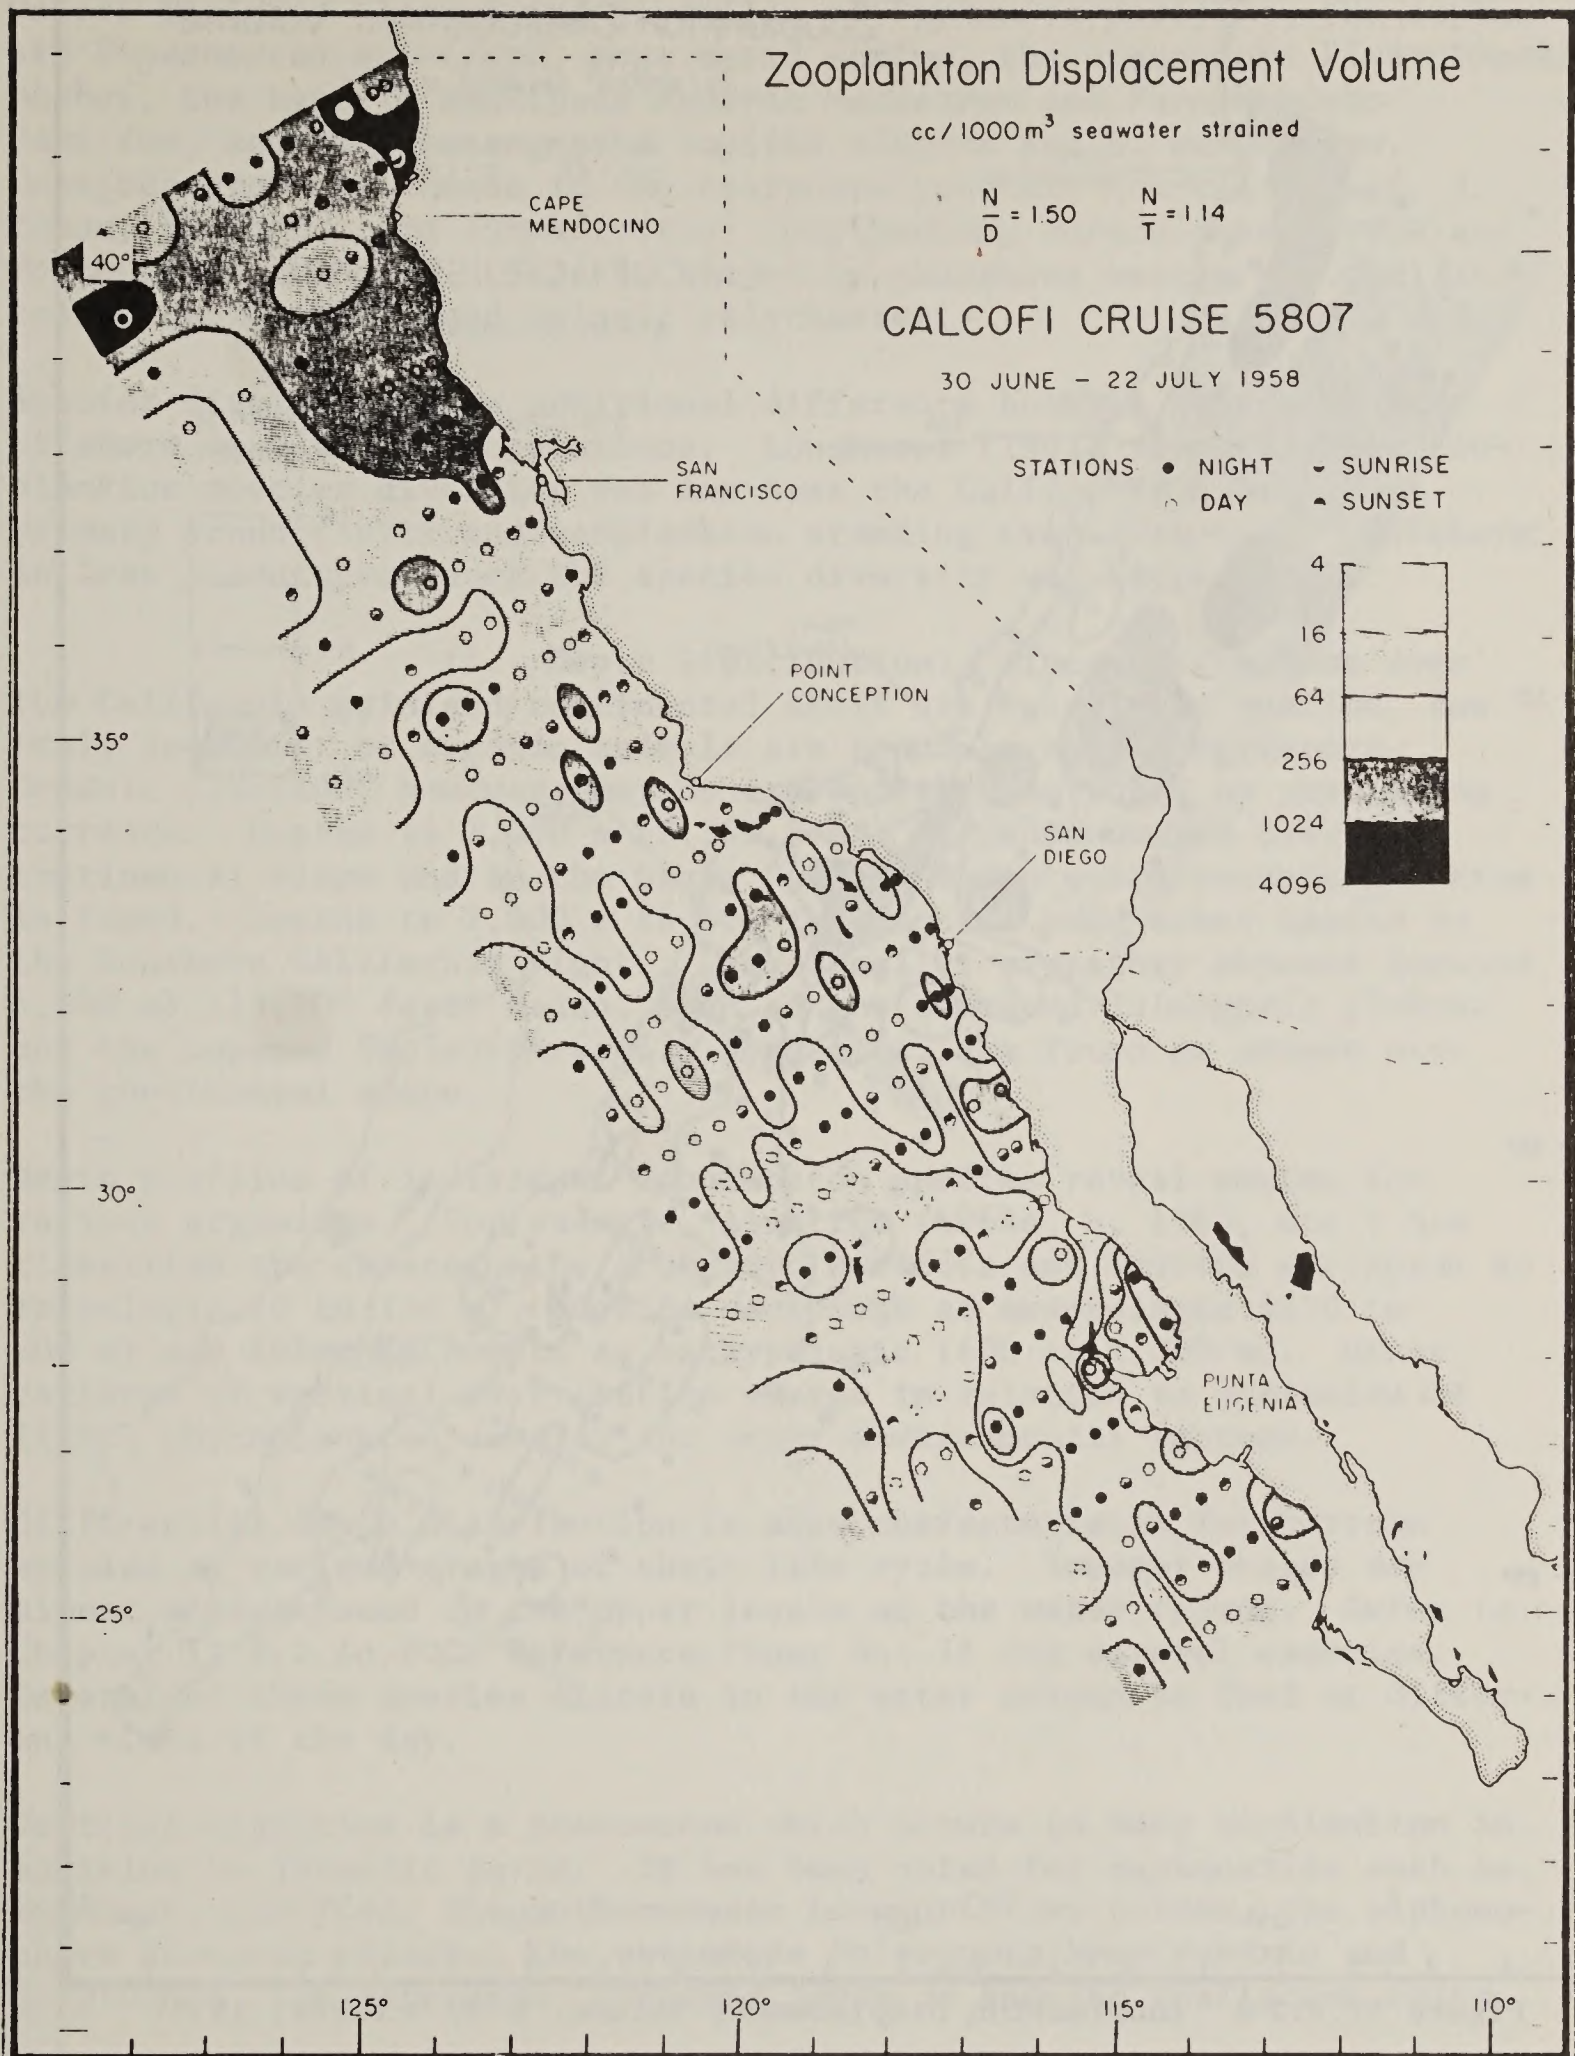 Zooplankton Displacement Volume
cc/1000m³ seawater strained
N/D = 1.50 N/T = 1.14
CALCOFI CRUISE 5807
30 JUNE – 22 JULY 1958
STATIONS • NIGHT SUNRISE
DAY SUNSET
4
16
64
256
1024
4096
CAPE
MENDOCINO
40°
SAN
FRANCISCO
POINT
CONCEPTION
35°
SAN
DIEGO
30°
PUNTA
EUGENIA
25°
125° 120° 115° 110°